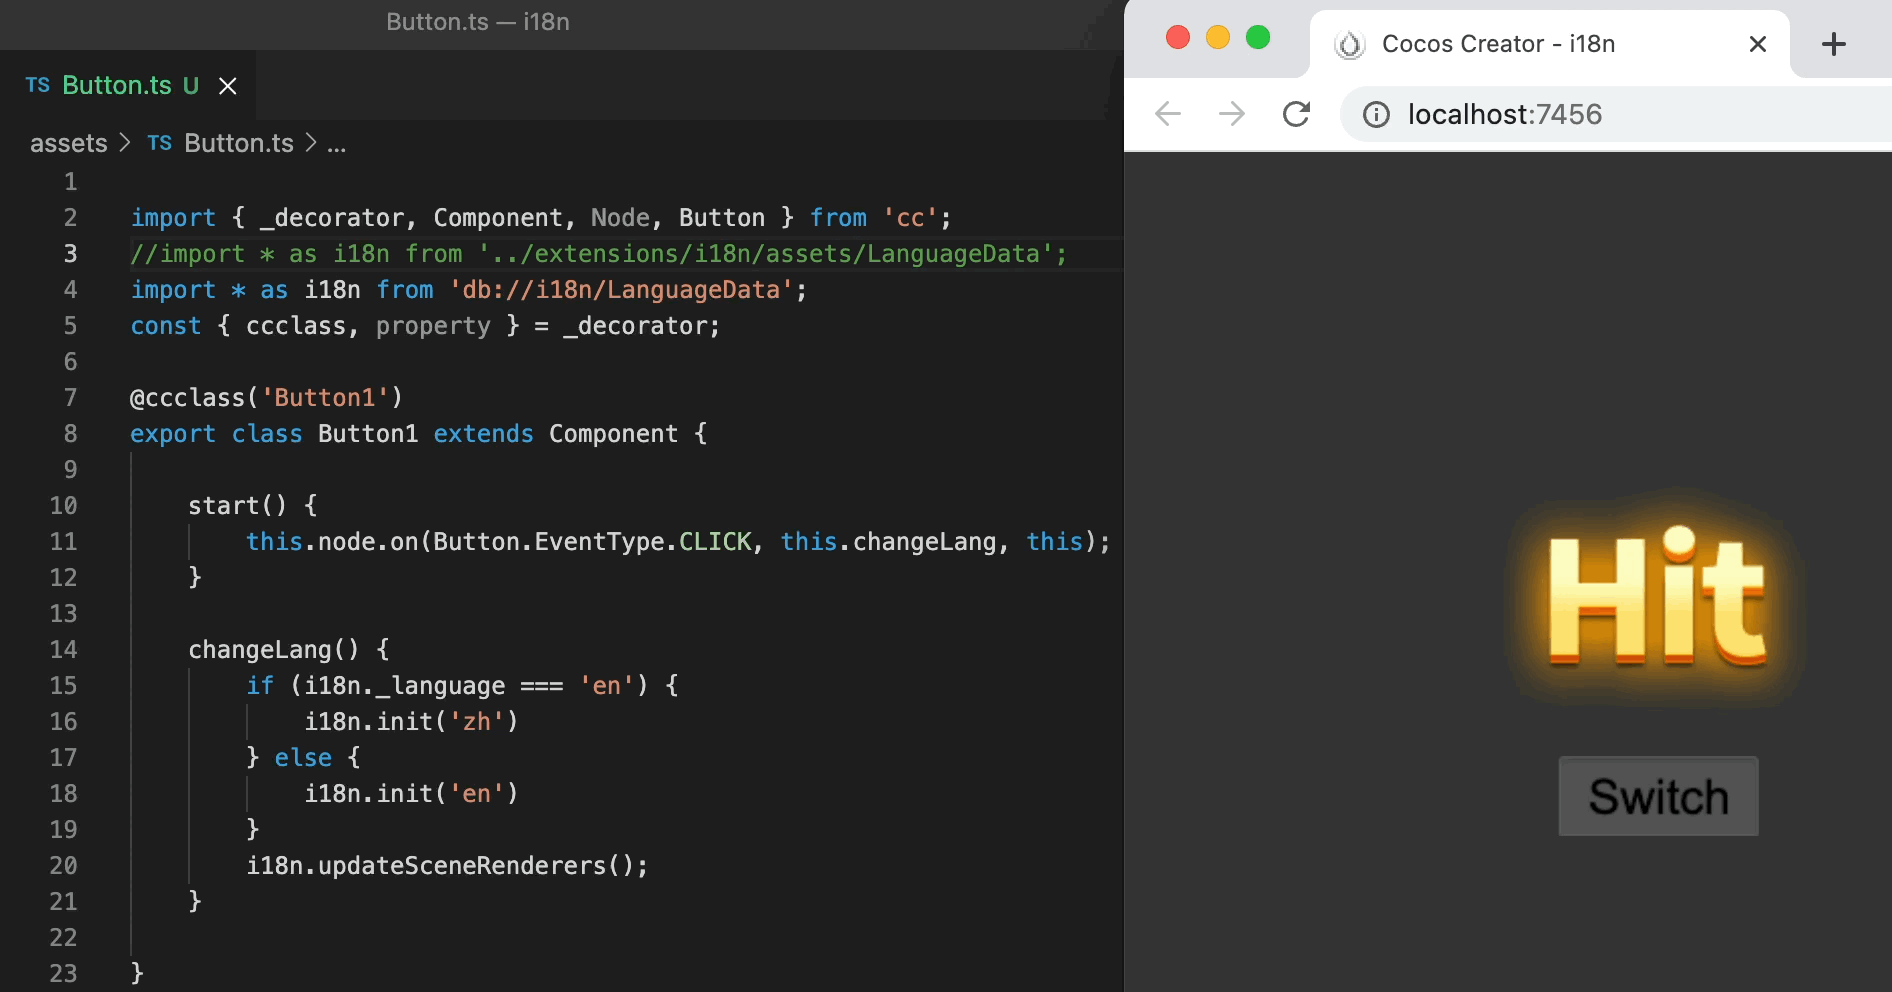 Button.ts — i18n
TS Button.ts U
assets > TS Button.ts > ...
1
2 import { _decorator, Component, Node, Button } from 'cc';
3 //import * as i18n from '../extensions/i18n/assets/LanguageData';
4 import * as i18n from 'db://i18n/LanguageData';
5 const { ccclass, property } = _decorator;
6
7 @ccclass('Button1')
8 export class Button1 extends Component {
9
10 start() {
11 this.node.on(Button.EventType.CLICK, this.changeLang, this);
12 }
13
14 changeLang() {
15 if (i18n._language === 'en') {
16 i18n.init('zh')
17 } else {
18 i18n.init('en')
19 }
20 i18n.updateSceneRenderers();
21 }
22
23 }
Cocos Creator - i18n
localhost:7456
Hit
Switch